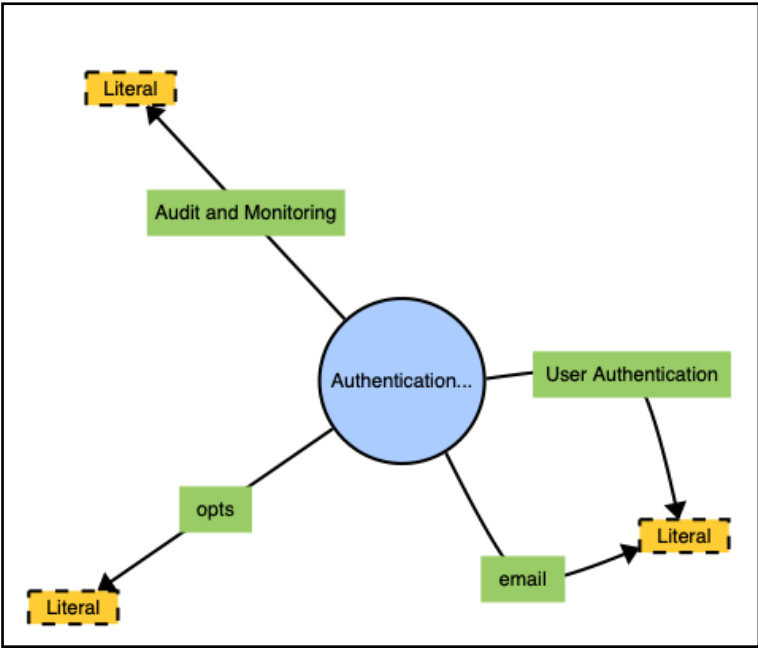 Literal
Audit and Monitoring
Authentication...
User Authentication
opts
Literal
email
Literal